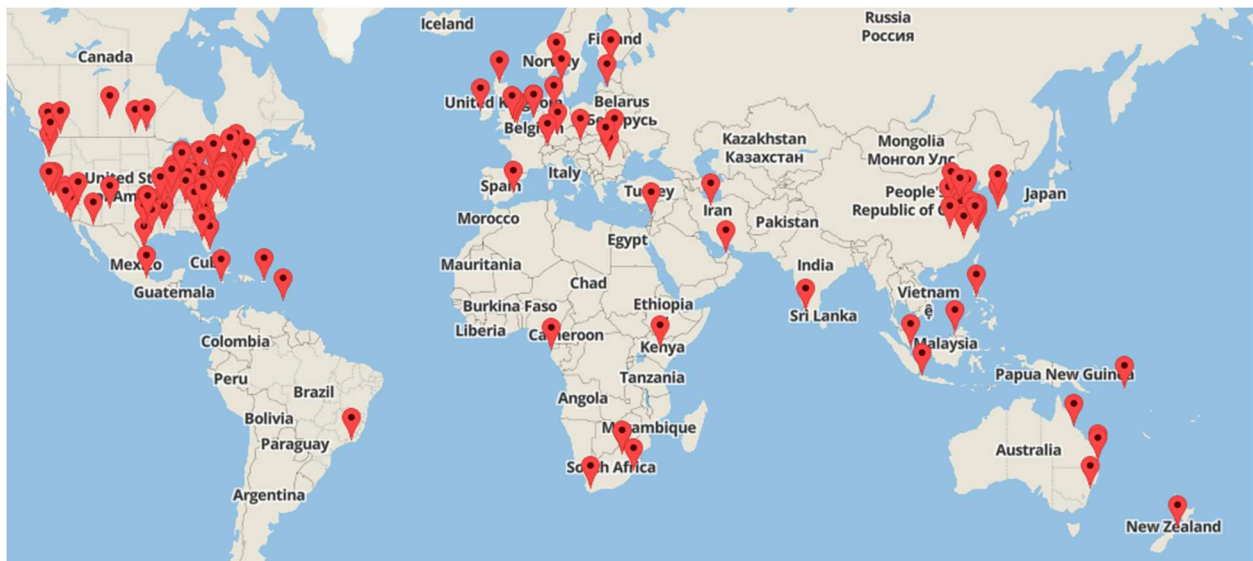 Iceland
Russia
Россия
Canada
Norway
Finland
United Kingdom
Belarus
Беларусь
Belgium
Kazakhstan
Казахстан
Mongolia
Монгол Улс
United St
Am
Italy
Spain
Turkey
People's
Republic of C
Japan
Iran
Pakistan
Morocco
Egypt
Mexico
Cuba
Mauritania
India
Guatemala
Chad
Vietnam
ệ
Burkina Faso
Ethiopia
Sri Lanka
Liberia
Cameroon
Colombia
Kenya
Malaysia
Peru
Tanzania
Papua New Guinea
Brazil
Angola
Bolivia
Mozambique
Paraguay
Australia
South Africa
Argentina
New Zealand